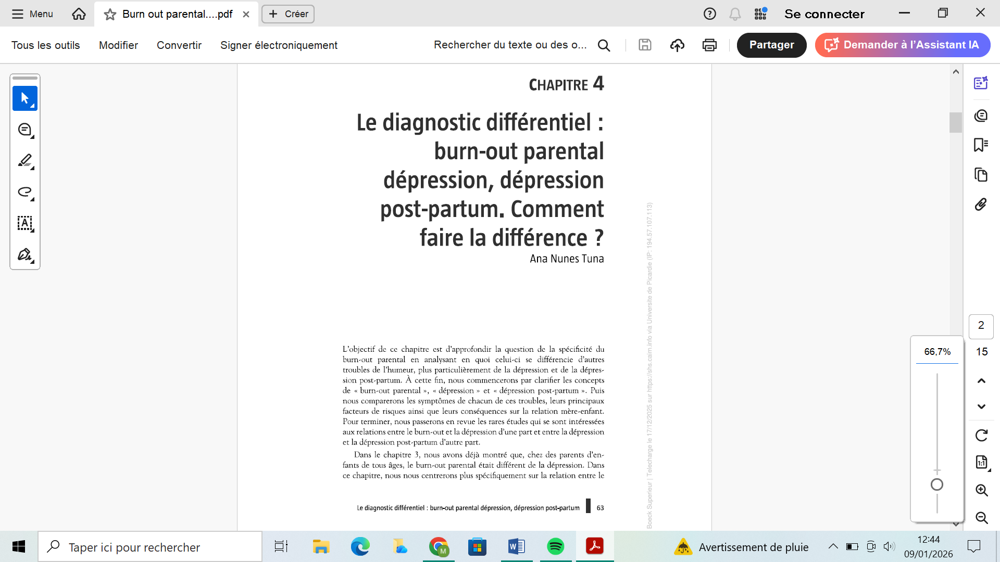 Menu
Burn out parental....pdf
Créer
Se connecter
Tous les outils
Modifier
Convertir
Signer électroniquement
Rechercher du texte ou des o...
Partager
Demander à l'Assistant IA
CHAPITRE 4
Le diagnostic différentiel :
burn-out parental
dépression, dépression
post-partum. Comment
faire la différence ?
Ana Nunes Tuna
L'objectif de ce chapitre est d'approfondir la question de la spécificité du
burn-out parental en analysant en quoi celui-ci se différencie d'autres
troubles de l'humeur, plus particulièrement de la dépression et de la dépres-
sion post-partum. À cette fin, nous commencerons par clarifier les concepts
de « burn-out parental », « dépression » et « dépression post-partum ». Puis
nous comparerons les symptômes de chacun de ces troubles, leurs principaux
facteurs de risques ainsi que leurs conséquences sur la relation mère-enfant.
Pour terminer, nous passerons en revue les rares études qui se sont intéressées
aux relations entre le burn-out et la dépression d'une part et entre la dépression
et la dépression post-partum d'autre part.
Dans le chapitre 3, nous avons déjà montré que, chez des parents d'en-
fants de tous âges, le burn-out parental était différent de la dépression. Dans
ce chapitre, nous nous centrerons plus spécifiquement sur la relation entre le
Le diagnostic différentiel : burn-out parental dépression, dépression post-partum 63
Boeck Superieur | Telecharge le 17/12/2025 sur https://shs.cairn.info via Universite de Picardie (IP: 194.57.107.113)
2
15
66,7%
1:1
A
Taper ici pour rechercher
M
W
Avertissement de pluie
12:44
09/01/2026